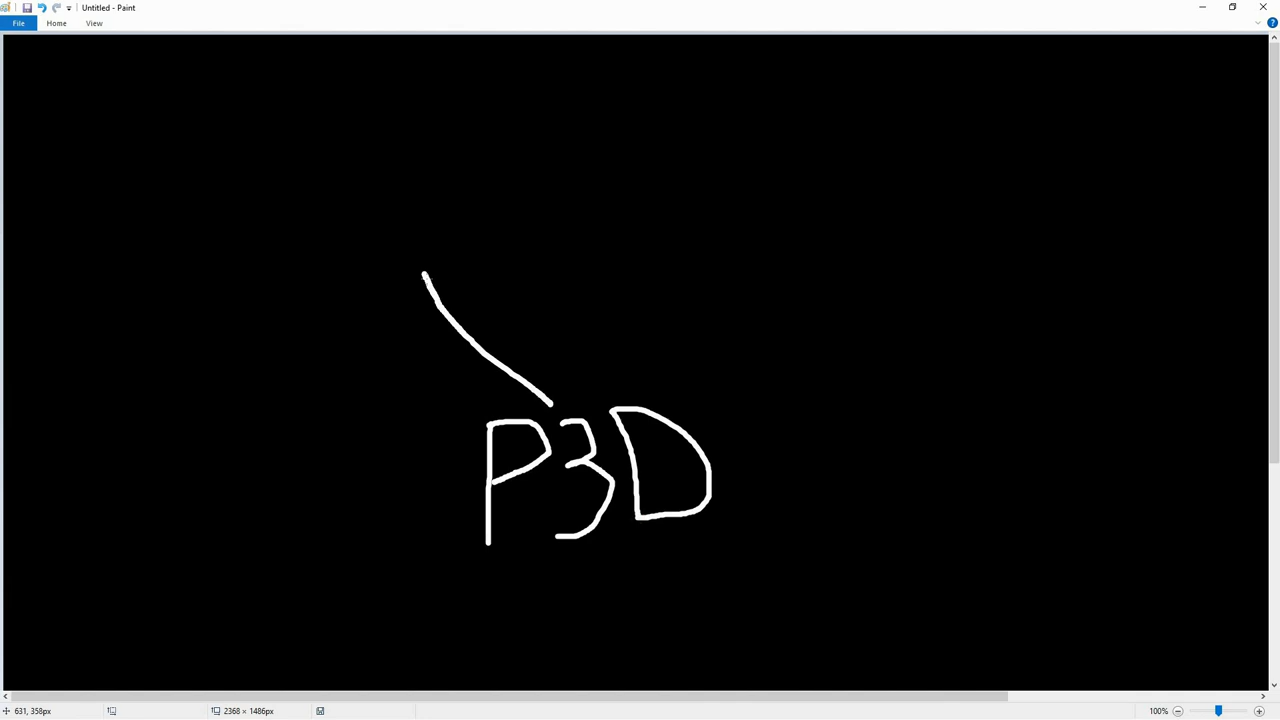 Untitled - Paint
File Home View
P3D
631, 358px 2368 × 1486px 100%